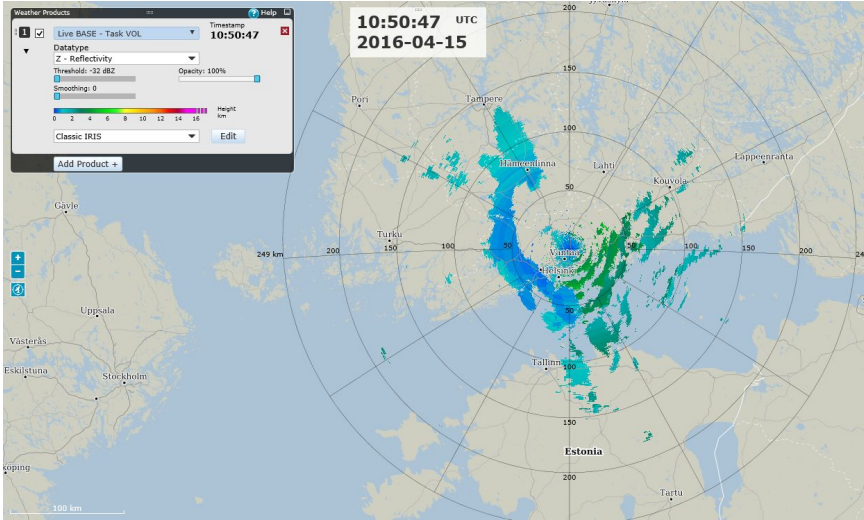 Weather Products
Help
1
Live BASE - Task VOL
Timestamp
10:50:47
Datatype
Z - Reflectivity
Threshold: -32 dBZ
Opacity: 100%
Smoothing: 0
0 2 4 6 8 10 12 14 16
Height
km
Classic IRIS
Edit
Add Product +
10:50:47 UTC
2016-04-15
200
150
Pori
Tampere
100
Hämeenlinna
Lahti
Lappeenranta
Kouvola
50
Gävle
Turku
249 km
200
150
100
50
50
100
150
200
Vantaa
Helsinki
Uppsala
50
Västerås
Tallinn
100
Eskilstuna
Stockholm
150
Estonia
köping
200
Tartu
100 km